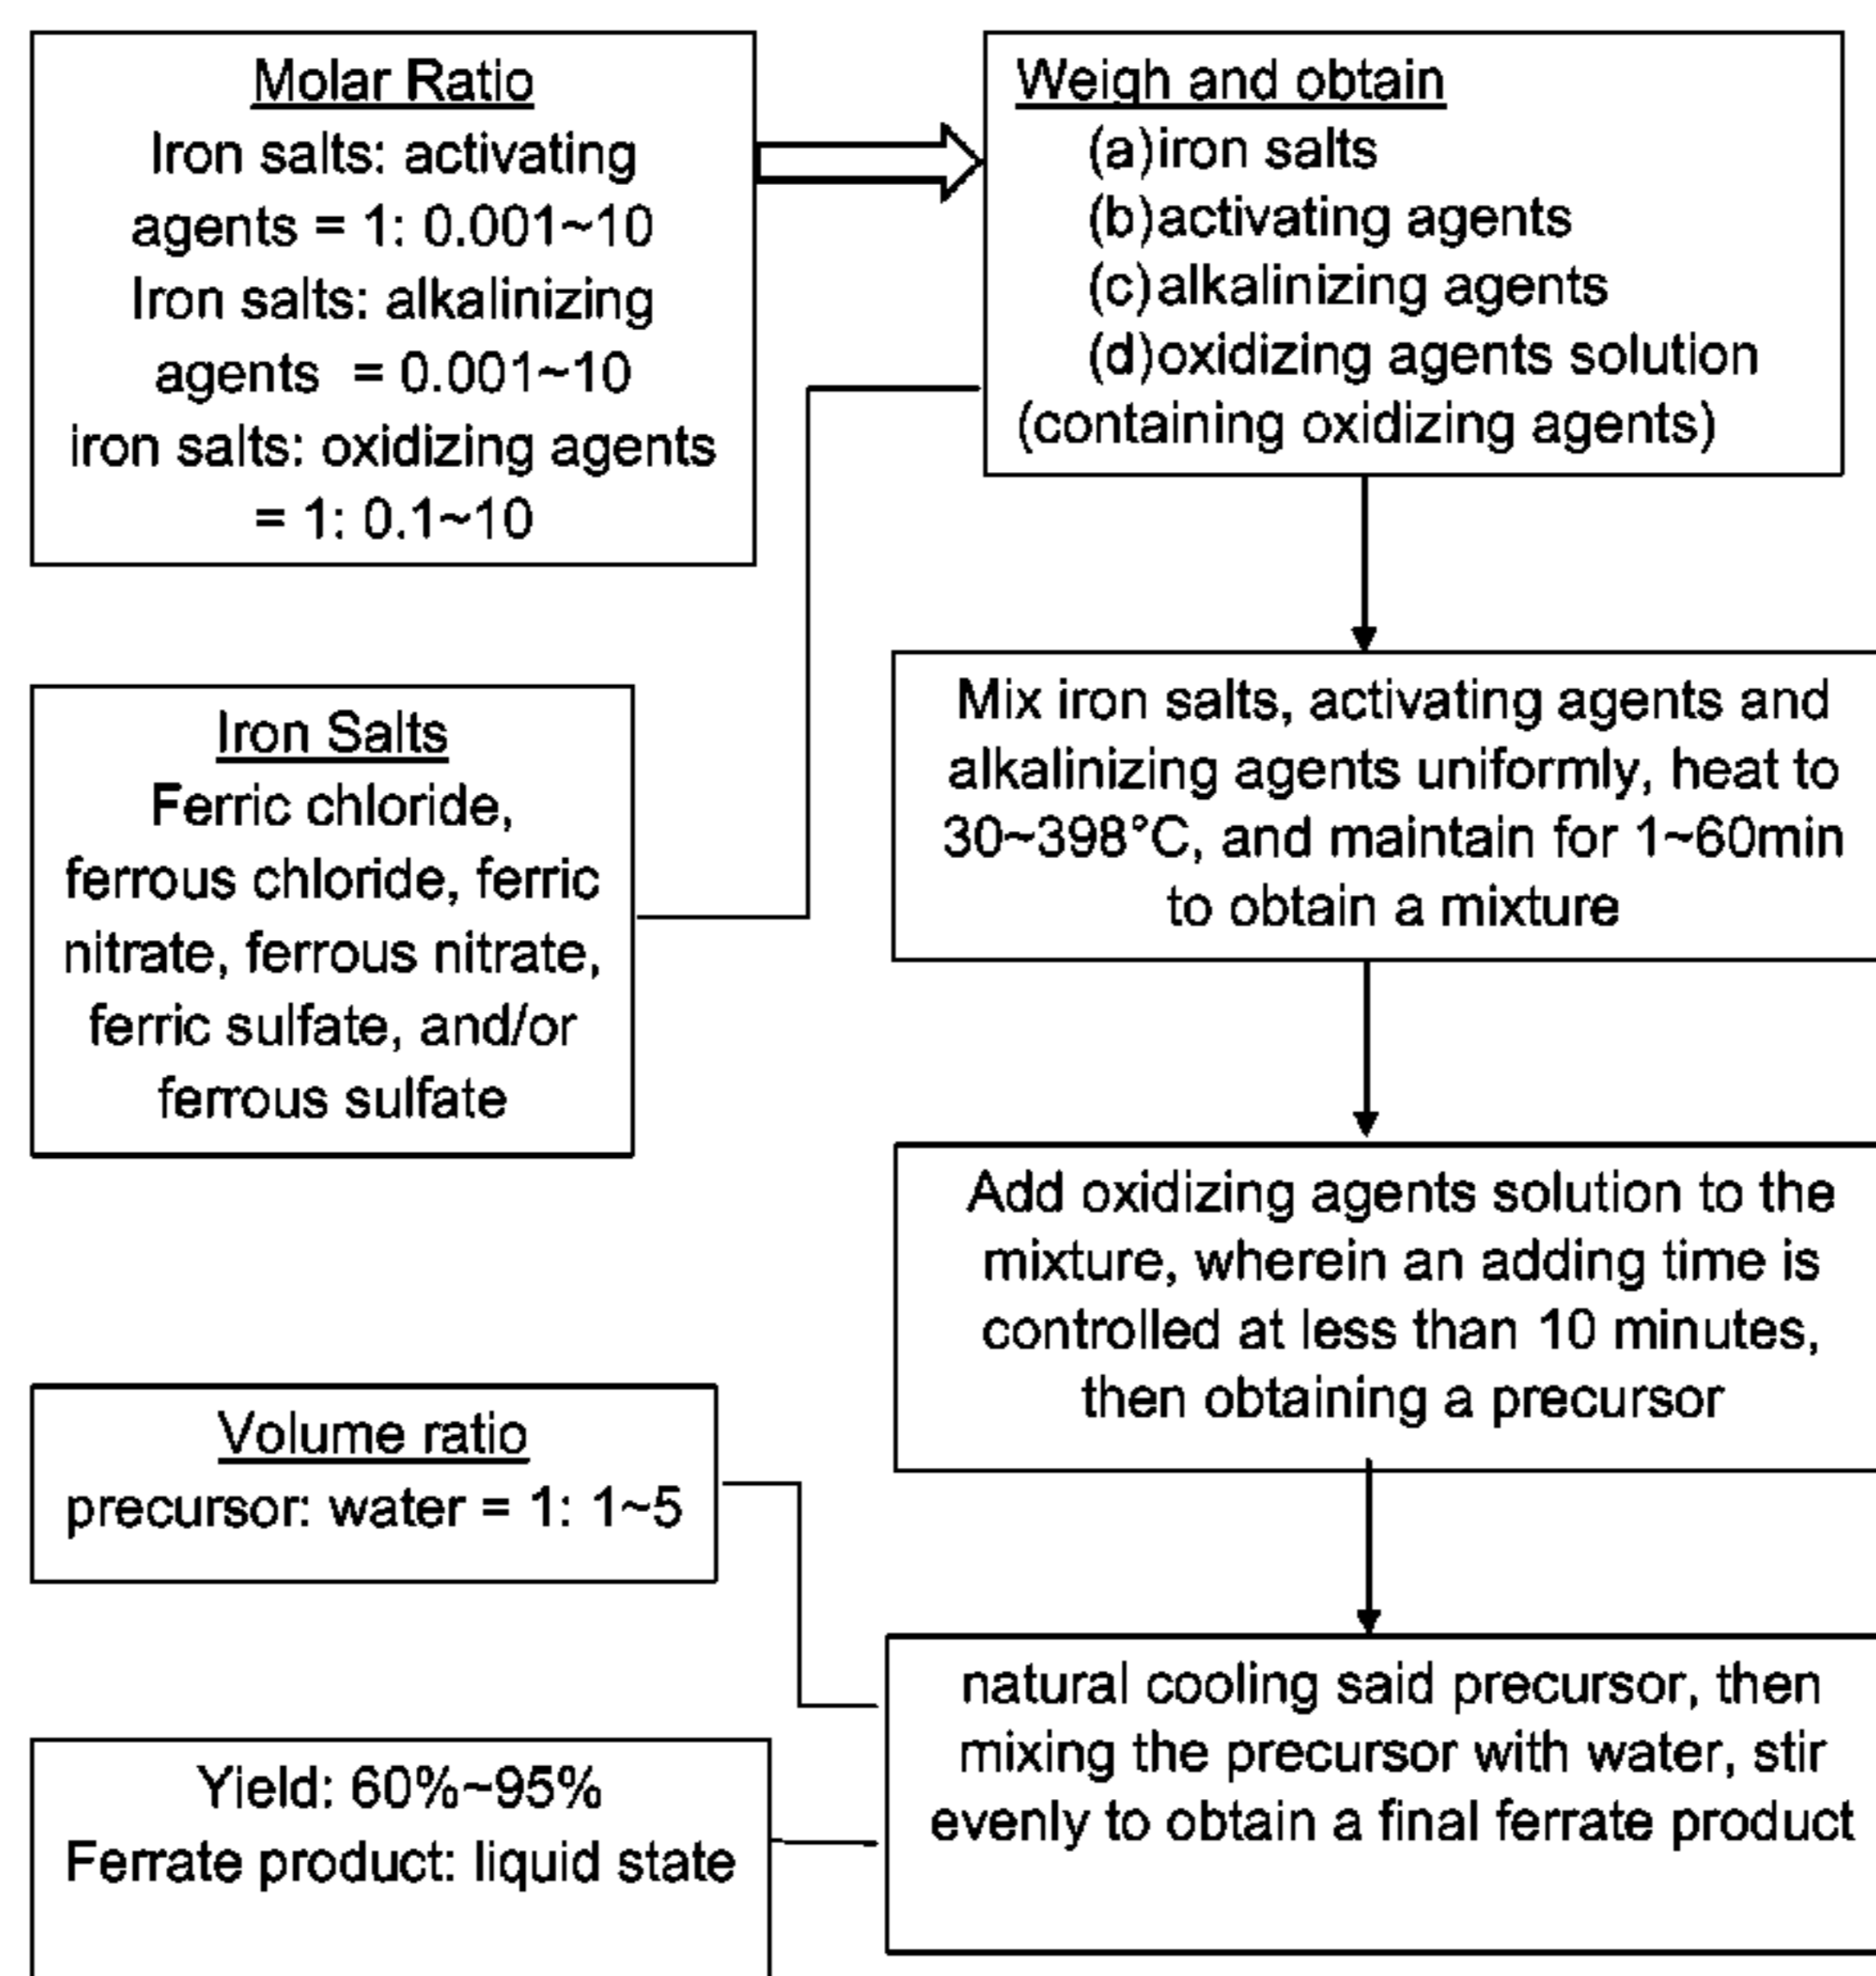 Molar Ratio
Iron salts: activating
agents = 1: 0.001~10
Iron salts: alkalinizing
agents = 0.001~10
iron salts: oxidizing agents
= 1: 0.1~10
Weigh and obtain
(a)iron salts
(b)activating agents
(c)alkalinizing agents
(d)oxidizing agents solution
(containing oxidizing agents)
Iron Salts
Ferric chloride,
ferrous chloride, ferric
nitrate, ferrous nitrate,
ferric sulfate, and/or
ferrous sulfate
Mix iron salts, activating agents and
alkalinizing agents uniformly, heat to
30~398°C, and maintain for 1~60min
to obtain a mixture
Add oxidizing agents solution to the
mixture, wherein an adding time is
controlled at less than 10 minutes,
then obtaining a precursor
Volume ratio
precursor: water = 1: 1~5
natural cooling said precursor, then
mixing the precursor with water, stir
evenly to obtain a final ferrate product
Yield: 60%~95%
Ferrate product: liquid state